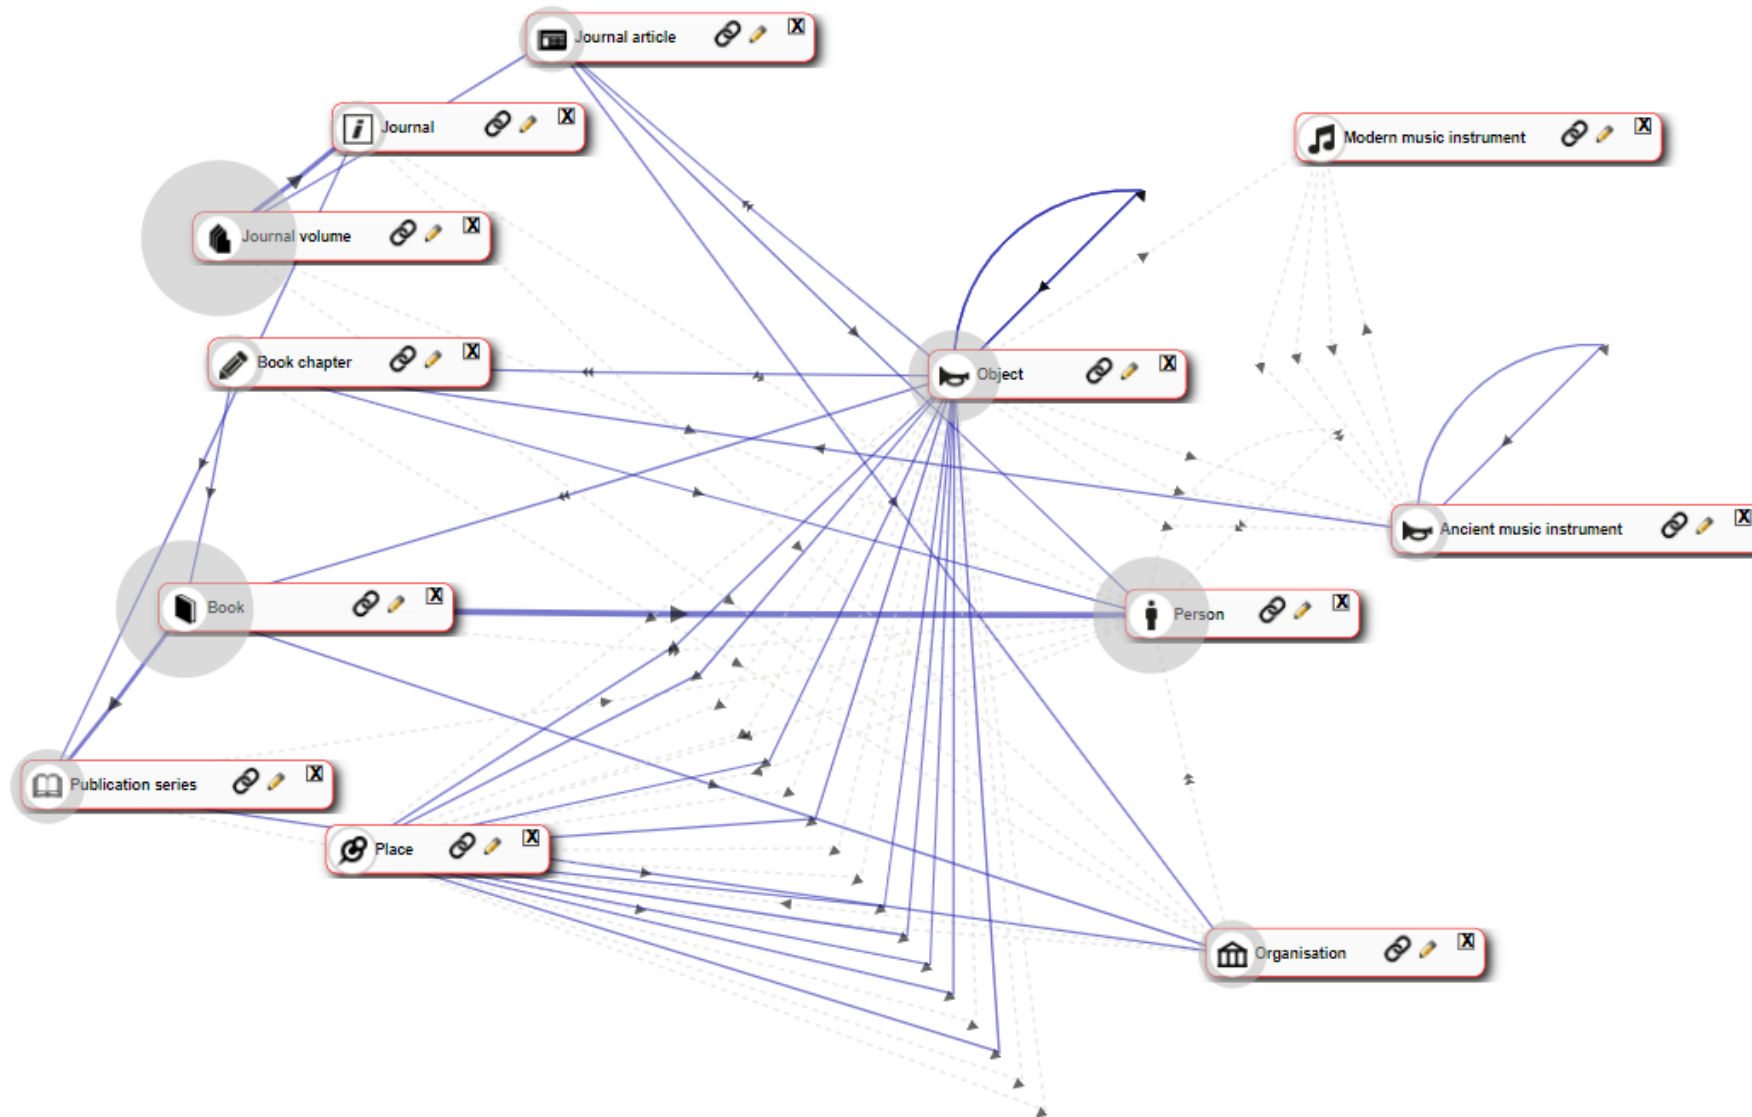 Journal article X
i Journal X
Modern music instrument X
Journal volume X
Book chapter X
Object X
Ancient music instrument X
Book X
Person X
Publication series X
Place X
Organisation X